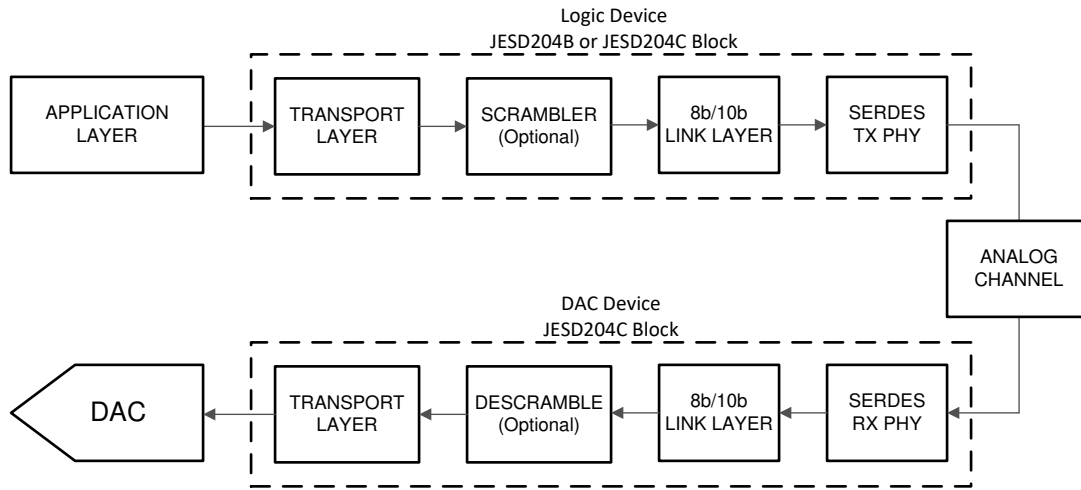 Logic Device
JESD204B or JESD204C Block
APPLICATION
LAYER
TRANSPORT
LAYER
SCRAMBLER
(Optional)
8b/10b
LINK LAYER
SERDES
TX PHY
ANALOG
CHANNEL
DAC Device
JESD204C Block
DAC
TRANSPORT
LAYER
DESCRAMBLE
(Optional)
8b/10b
LINK LAYER
SERDES
RX PHY